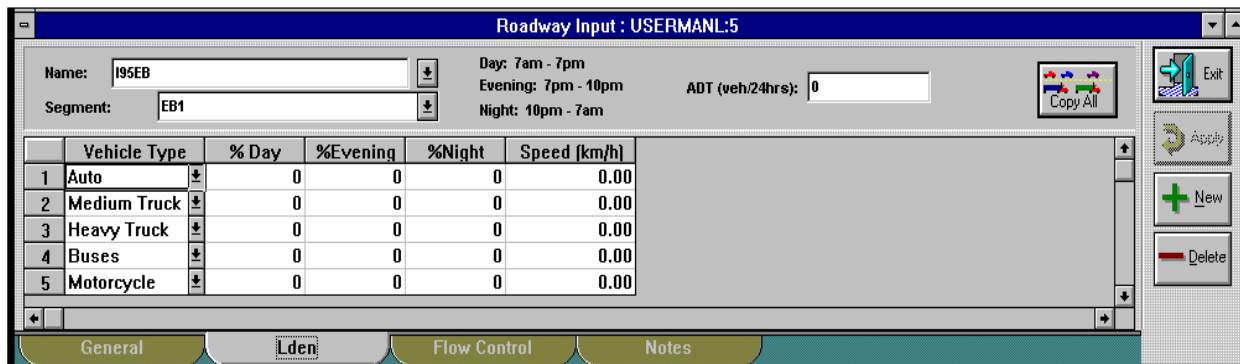 Roadway Input : USERMANL:5
Name: I95EB
Segment: EB1
Day: 7am - 7pm
Evening: 7pm - 10pm
Night: 10pm - 7am
ADT (veh/24hrs): 0
Copy All
Exit
Apply
New
Delete
Vehicle Type % Day %Evening %Night Speed (km/h)
1 Auto 0 0 0 0.00
2 Medium Truck 0 0 0 0.00
3 Heavy Truck 0 0 0 0.00
4 Buses 0 0 0 0.00
5 Motorcycle 0 0 0 0.00
General Lden Flow Control Notes